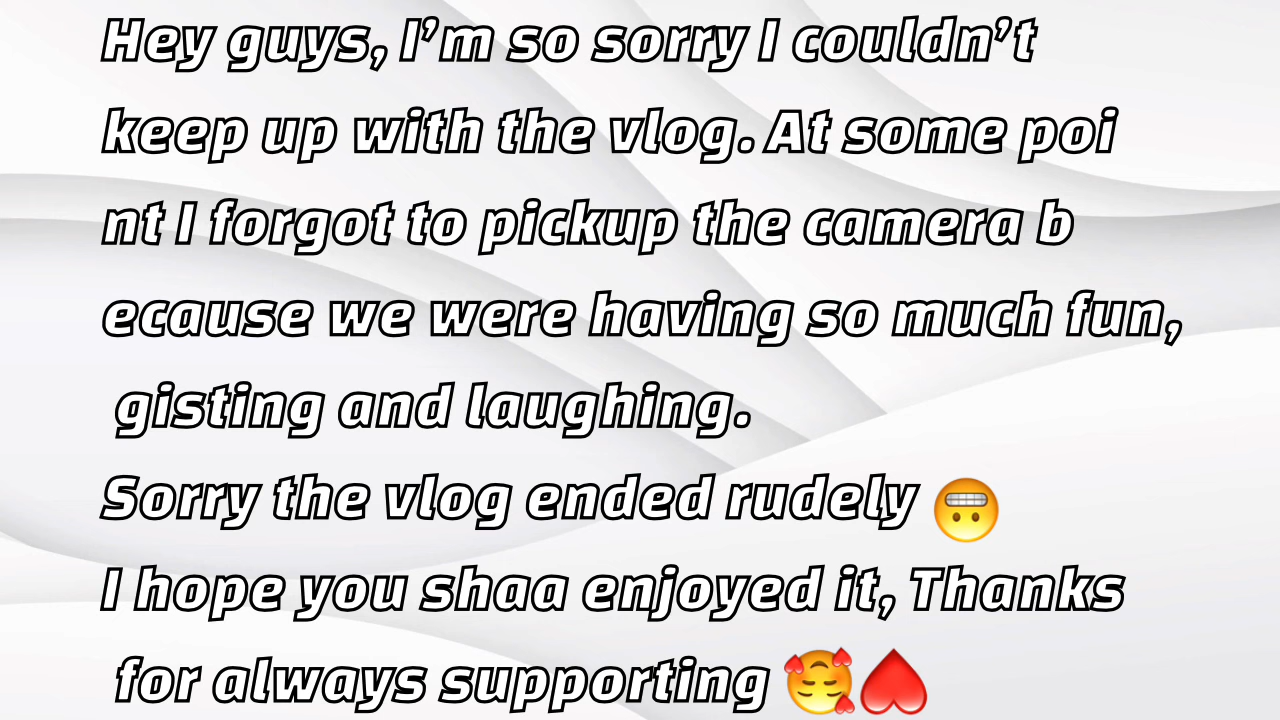 Hey guys, I’m so sorry I couldn’t
keep up with the vlog. At some poi
nt I forgot to pickup the camera b
ecause we were having so much fun,
gisting and laughing.
Sorry the vlog ended rudely 😬
I hope you shaa enjoyed it, Thanks
for always supporting 🥰♥️